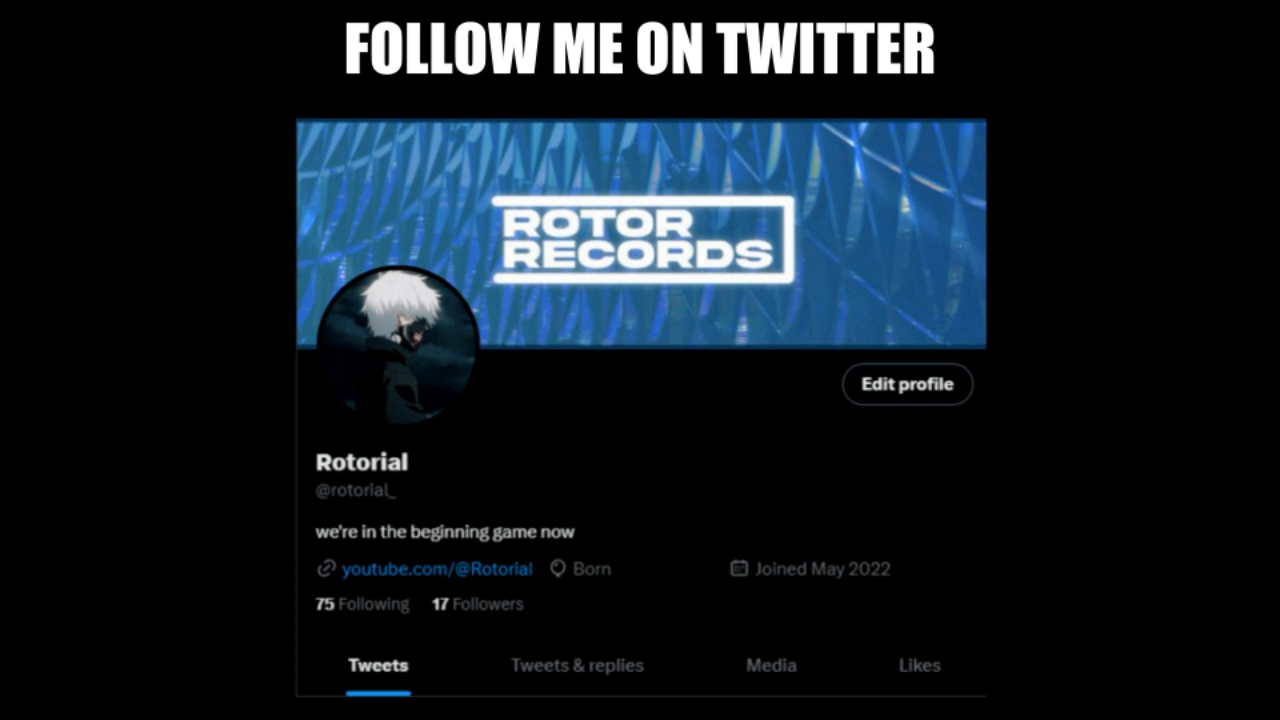 FOLLOW ME ON TWITTER
ROTOR
RECORDS
Edit profile
Rotorial
@rotorial_
we're in the beginning game now
youtube.com/@Rotorial Born Joined May 2022
75 Following 17 Followers
Tweets Tweets & replies Media Likes